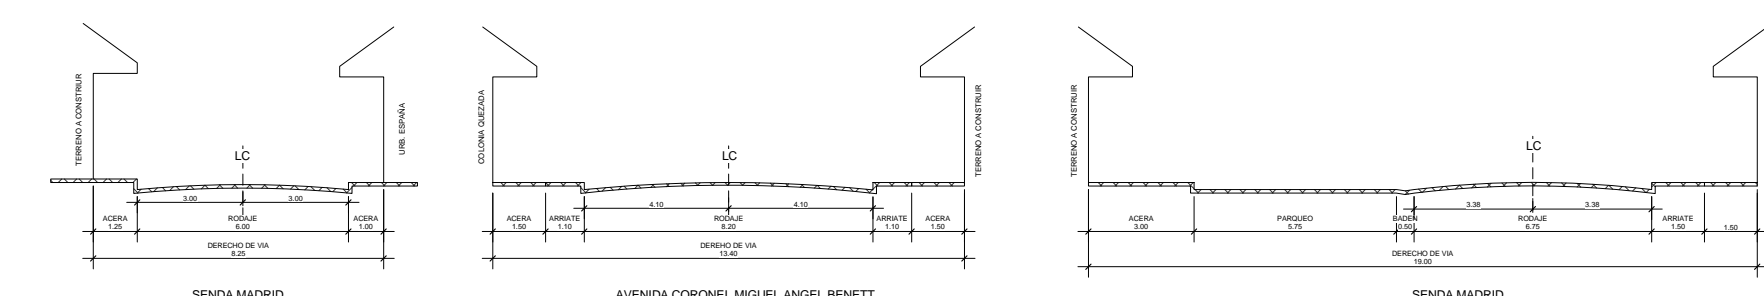 TERRENO A CONSTRIUR
URB. ESPAÑA
LC
3.00 3.00
ACERA RODAJE ACERA
1.25 6.00 1.00
DERECHO DE VIA
8.25
SENDA MADRID
COLONIA QUEZADA
TERRENO A CONSTRUIR
LC
4.10 4.10
ACERA ARRIATE RODAJE ARRIATE ACERA
1.50 1.10 8.20 1.10 1.50
DEREHO DE VIA
13.40
AVENIDA CORONEL MIGUEL ANGEL BENETT
TERRENO A CONSTRUIR
LC
3.38 3.38
ACERA PARQUEO BADEN RODAJE ARRIATE
3.00 5.75 0.50 6.75 1.50 1.50
DERECHO DE VIA
19.00
SENDA MADRID